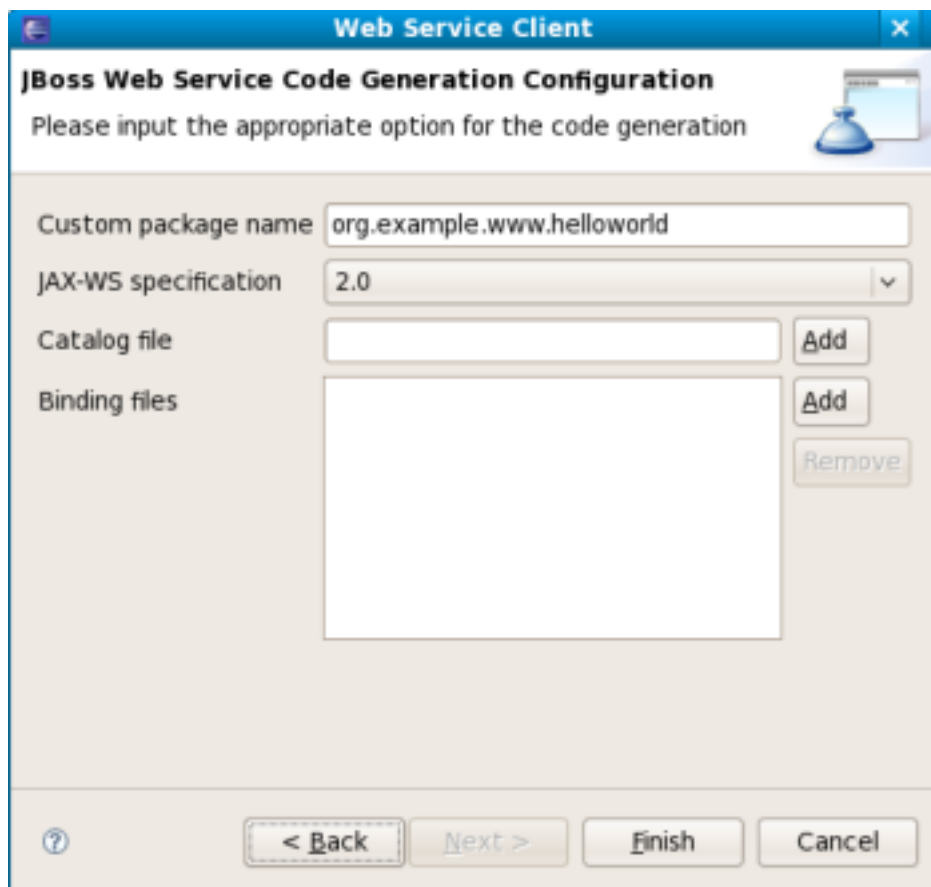 Web Service Client
JBoss Web Service Code Generation Configuration
Please input the appropriate option for the code generation
Custom package name org.example.www.helloworld
JAX-WS specification 2.0
Catalog file Add
Binding files Add
Remove
< Back Next > Finish Cancel